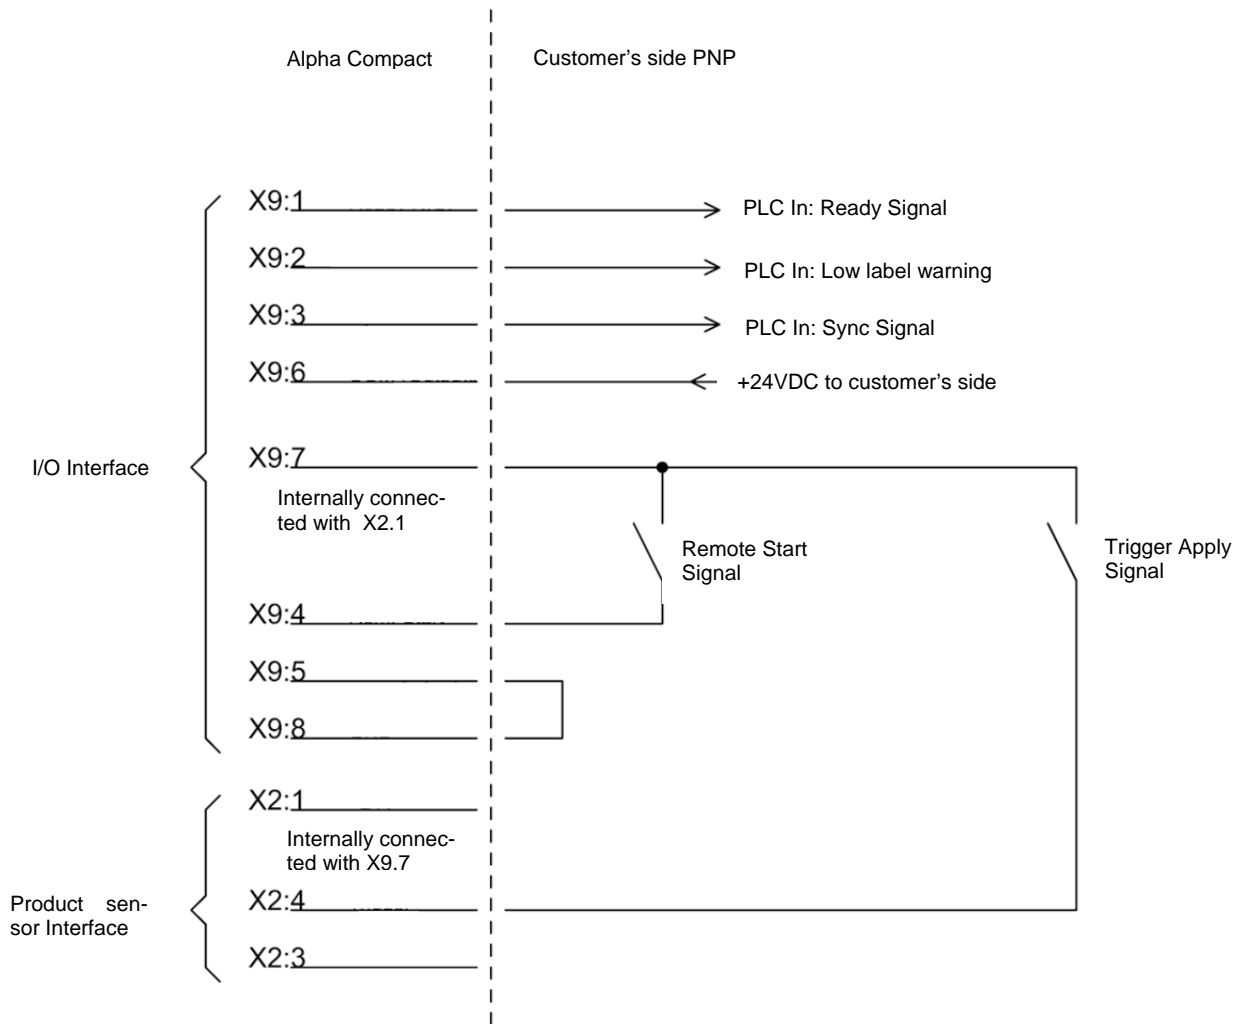 Alpha Compact
Customer's side PNP
X9:1
PLC In: Ready Signal
X9:2
PLC In: Low label warning
X9:3
PLC In: Sync Signal
X9:6
+24VDC to customer's side
I/O Interface
X9:7
Internally connec-
ted with X2.1
Remote Start
Signal
Trigger Apply
Signal
X9:4
X9:5
X9:8
X2:1
Internally connec-
ted with X9.7
Product sen-
sor Interface
X2:4
X2:3